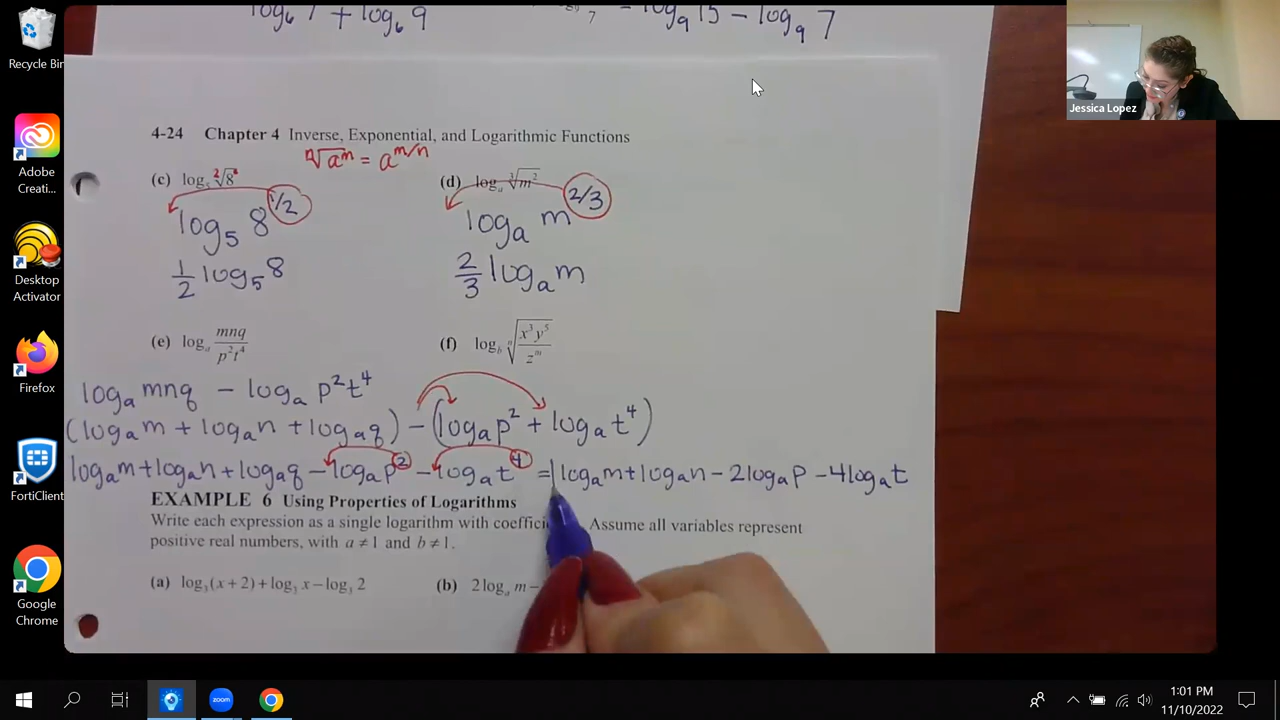 Recycle Bin
Adobe
Creati...
Desktop
Activator
Firefox
FortiClient
Google
Chrome
Jessica Lopez
log₆ 7 + log₆ 9
7 = log₉ 15 − log₉ 7
4-24 Chapter 4 Inverse, Exponential, and Logarithmic Functions
ⁿ√aᵐ = a^(m/n)
(c) log₅ ²√8¹
(d) logₐ ³√m²
log₅ 8^(1/2)
logₐ m^(2/3)
1/2 log₅ 8
2/3 logₐ m
(e) logₐ mnq/p²t⁴
(f) log_b ⁿ√(x³y⁵/zᵐ)
logₐ mnq − logₐ p²t⁴
(logₐ m + logₐ n + logₐ q) − (logₐ p² + logₐ t⁴)
logₐ m + logₐ n + logₐ q − logₐ p² − logₐ t⁴ = logₐ m + logₐ n − 2logₐ p − 4logₐ t
EXAMPLE 6 Using Properties of Logarithms
Write each expression as a single logarithm with Assume all variables represent
positive real numbers, with a ≠ 1 and b ≠ 1.
(a) log₃(x + 2) + log₃ x − log₃ 2
(b) 2 logₐ m −
1:01 PM
11/10/2022
zoom